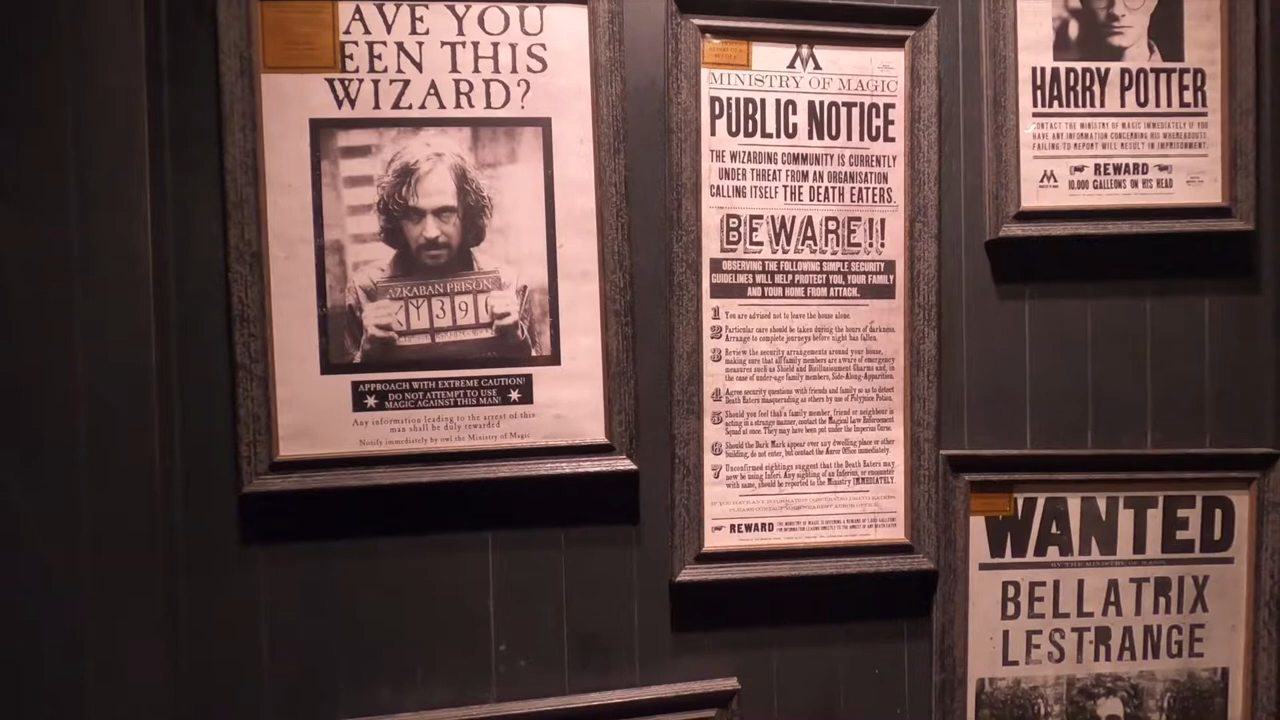 AVE YOU
EEN THIS
WIZARD?
AZKABAN PRISON
390
APPROACH WITH EXTREME CAUTION!
DO NOT ATTEMPT TO USE
MAGIC AGAINST THIS MAN!
Any information leading to the arrest of this
man shall be duly rewarded
Notify immediately by owl the Ministry of Magic
MINISTRY OF MAGIC
PUBLIC NOTICE
THE WIZARDING COMMUNITY IS CURRENTLY
UNDER THREAT FROM AN ORGANISATION
CALLING ITSELF THE DEATH EATERS.
BEWARE!!
OBSERVING THE FOLLOWING SIMPLE SECURITY
GUIDELINES WILL HELP PROTECT YOU, YOUR FAMILY
AND YOUR HOME FROM ATTACK.
1 You are advised not to leave the house alone.
2 Particular care should be taken during the hours of darkness.
Arrange to complete journeys before night has fallen.
3 Review the security arrangements around your house,
making sure that all family members are aware of emergency
measures such as Shield and Disillusionment Charms and, in
the case of under-age family members, Side-Along-Apparition.
4 Agree security questions with friends and family so as to detect
Death Eaters masquerading as others by use of Polyjuice Potion.
5 Should you feel that a family member, friend or neighbour is
acting in a strange manner, contact the Magical Law Enforcement
Squad at once. They may have been put under the Imperius Curse.
6 Should the Dark Mark appear over any dwelling place or other
building, do not enter, but contact the Auror Office immediately.
7 Unconfirmed sightings suggest that the Death Eaters may
now be using Inferi. Any sighting of an Inferius, or encounter
with same, should be reported to the Ministry IMMEDIATELY.
REWARD
HARRY POTTER
CONTACT THE MINISTRY OF MAGIC IMMEDIATELY IF YOU
HAVE ANY INFORMATION CONCERNING HIS WHEREABOUTS.
FAILING TO REPORT WILL RESULT IN IMPRISONMENT.
REWARD
10,000 GALLEONS ON HIS HEAD
WANTED
BY THE MINISTRY OF MAGIC
BELLATRIX
LESTRANGE